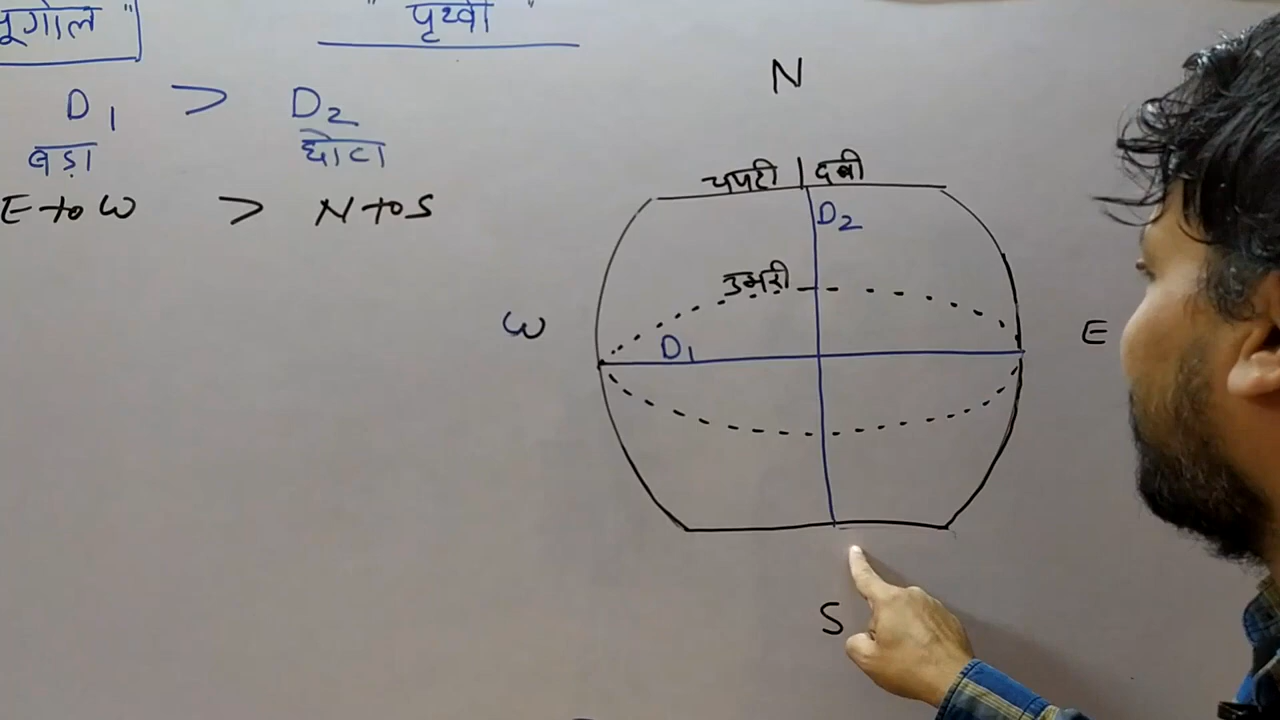 भूगोल"
" पृथ्वी "
D1 > D2
बड़ा छोटा
E to W > N to S
N
चपटी | दबी
D2
उभरी
W
D1
E
S